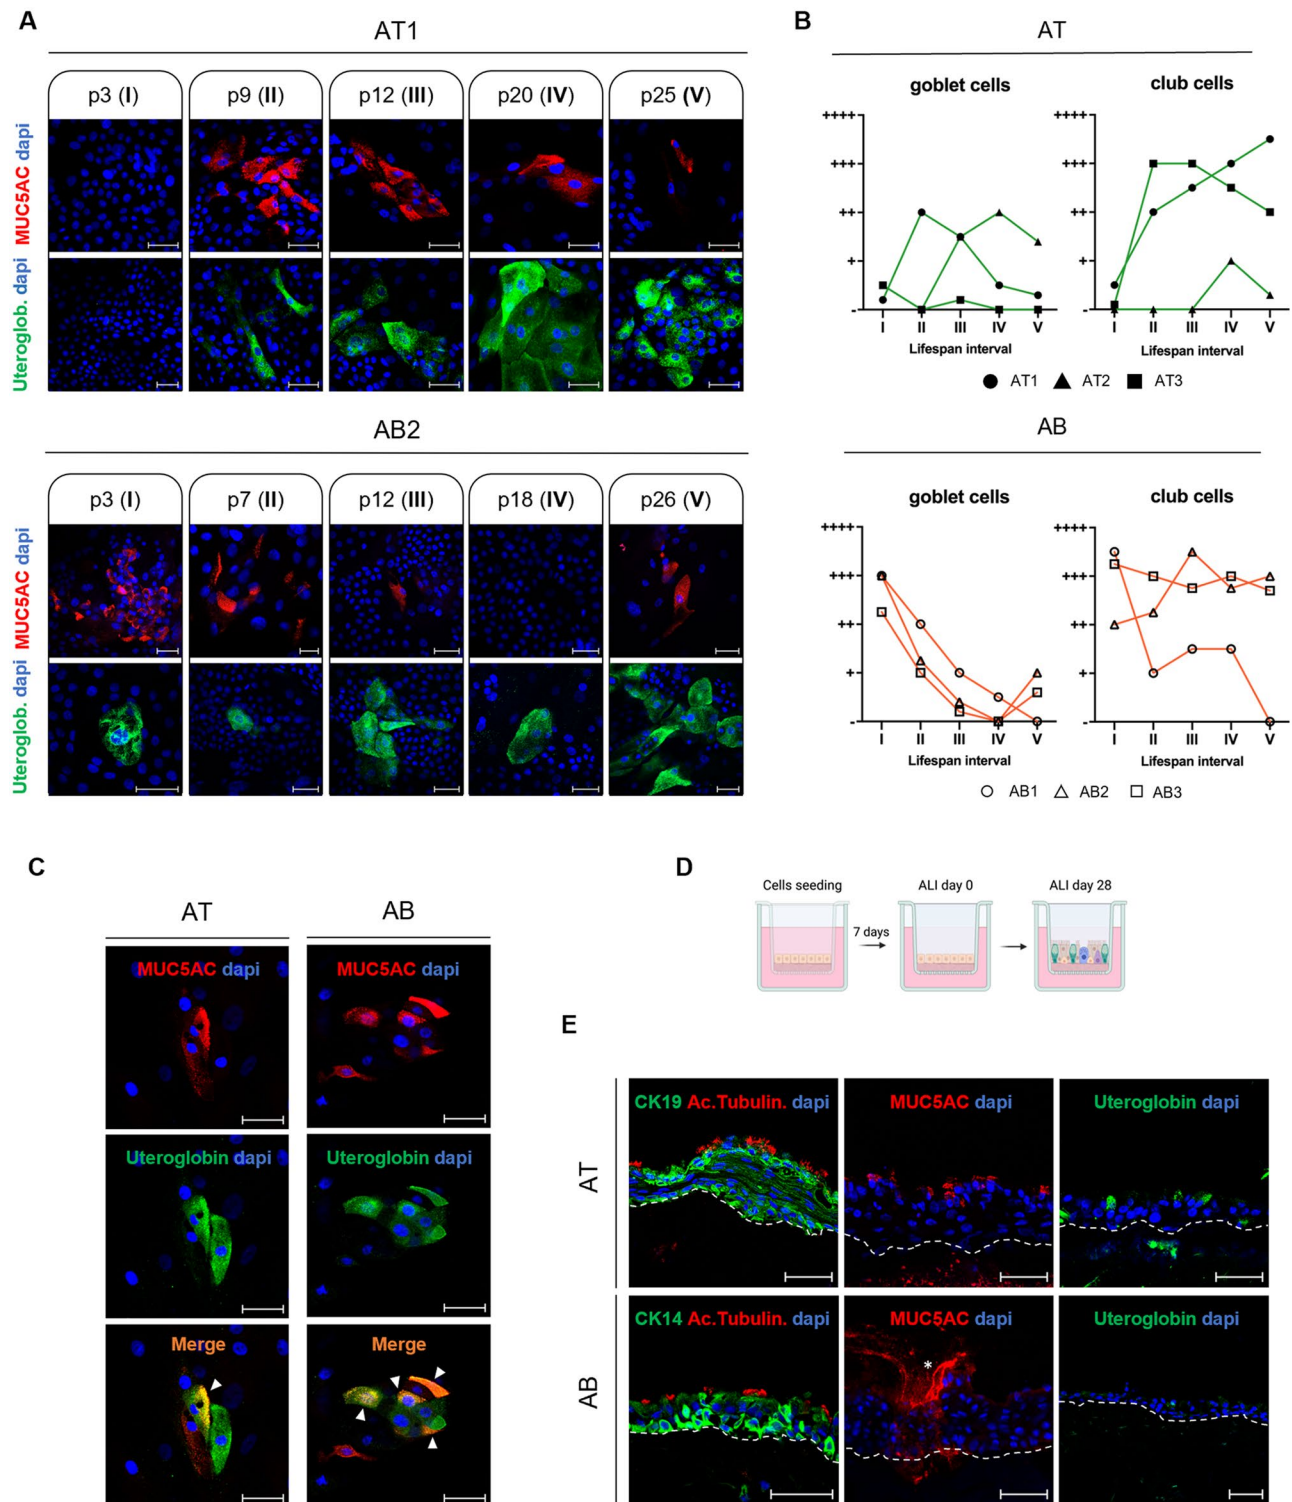 A
AT1
p3 (I)
p9 (II)
p12 (III)
p20 (IV)
p25 (V)
MUC5AC dapi
Uteroglob. dapi
AB2
p3 (I)
p7 (II)
p12 (III)
p18 (IV)
p26 (V)
MUC5AC dapi
Uteroglob. dapi
B
AT
goblet cells
club cells
++++
+++
++
+
-
I II III IV V
Lifespan interval
++++
+++
++
+
-
I II III IV V
Lifespan interval
AT1 AT2 AT3
AB
goblet cells
club cells
++++
+++
++
+
-
I II III IV V
Lifespan interval
++++
+++
++
+
-
I II III IV V
Lifespan interval
AB1 AB2 AB3
C
AT
AB
MUC5AC dapi
MUC5AC dapi
Uteroglobin dapi
Uteroglobin dapi
Merge
Merge
D
Cells seeding
7 days
ALI day 0
ALI day 28
E
AT
CK19 Ac.Tubulin. dapi
MUC5AC dapi
Uteroglobin dapi
AB
CK14 Ac.Tubulin. dapi
MUC5AC dapi
*
Uteroglobin dapi